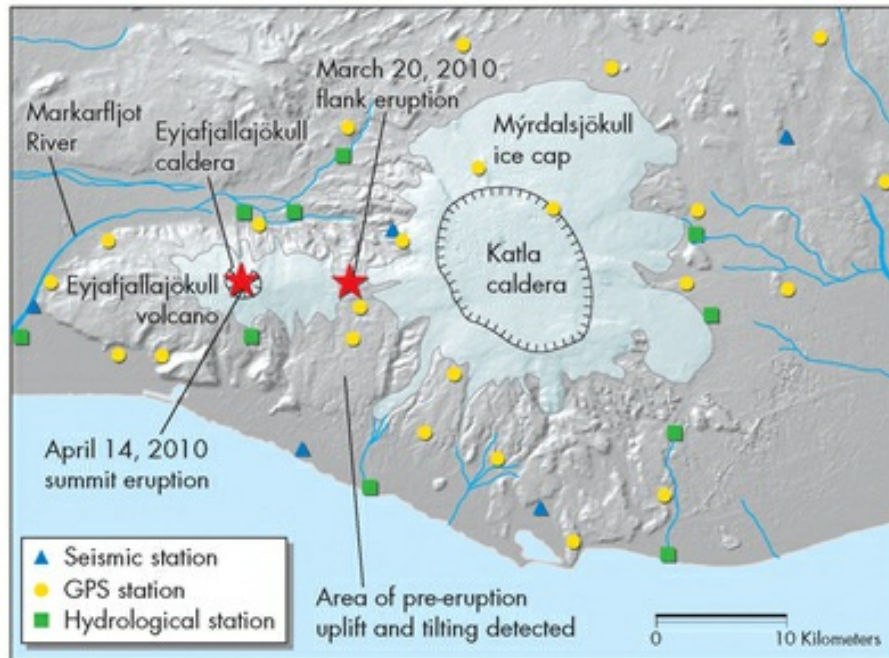 March 20, 2010
flank eruption
Markarfljot
River
Eyjafjallajökull
caldera
Mýrdalsjökull
ice cap
Katla
caldera
Eyjafjallajökull
volcano
April 14, 2010
summit eruption
Seismic station
GPS station
Hydrological station
Area of pre-eruption
uplift and tilting detected
0 10 Kilometers